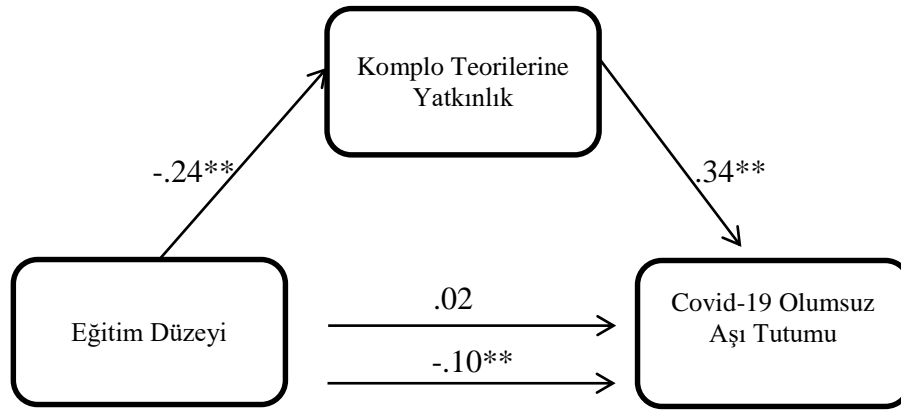 Komplo Teorilerine
Yatkınlık
-.24**
.34**
Eğitim Düzeyi
.02
-.10**
Covid-19 Olumsuz
Aşı Tutumu